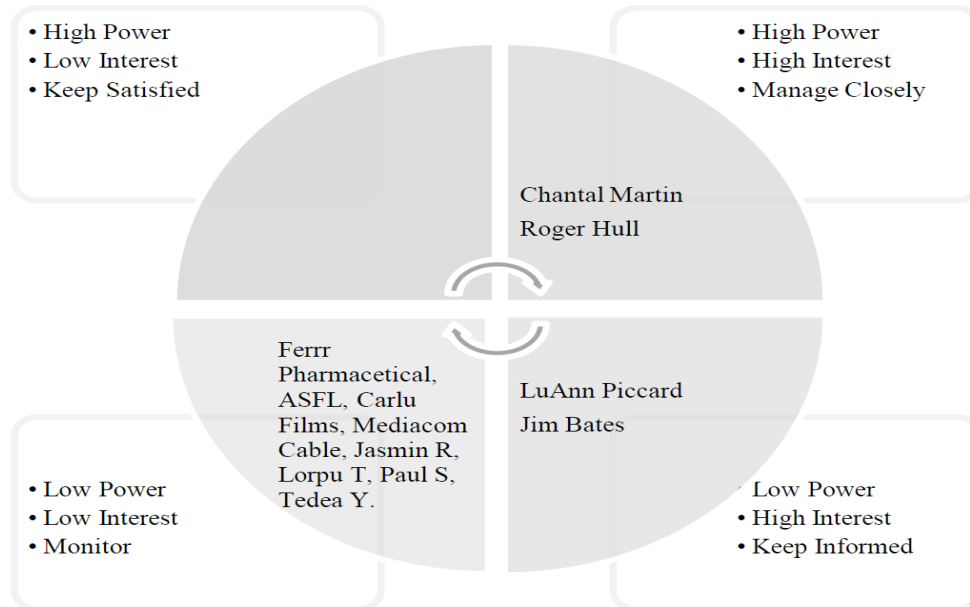 • High Power
• Low Interest
• Keep Satisfied
• High Power
• High Interest
• Manage Closely
Chantal Martin
Roger Hull
Ferrr
Pharmacetical,
ASFL, Carlu
Films, Mediacom
Cable, Jasmin R,
Lorpu T, Paul S,
Tedea Y.
LuAnn Piccard
Jim Bates
• Low Power
• Low Interest
• Monitor
• Low Power
• High Interest
• Keep Informed